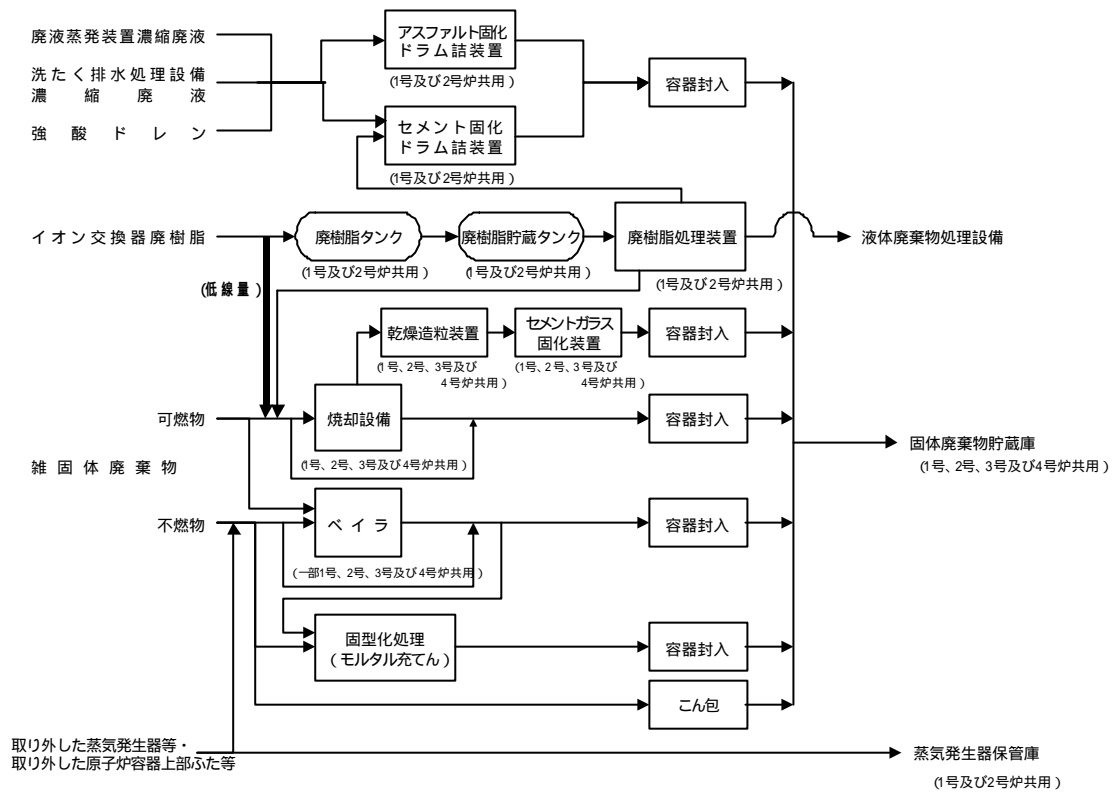 廃液蒸発装置濃縮廃液
洗たく排水処理設備
濃縮廃液
強酸ドレン
アスファルト固化
ドラム詰装置
(1号及び2号炉共用)
セメント固化
ドラム詰装置
(1号及び2号炉共用)
容器封入
イオン交換器廃樹脂
(低線量)
廃樹脂タンク
(1号及び2号炉共用)
廃樹脂貯蔵タンク
(1号及び2号炉共用)
廃樹脂処理装置
(1号及び2号炉共用)
液体廃棄物処理設備
乾燥造粒装置
(1号、2号、3号及び
4号炉共用)
セメントガラス
固化装置
(1号、2号、3号及び
4号炉共用)
容器封入
可燃物
焼却設備
(1号、2号、3号及び4号炉共用)
容器封入
雑固体廃棄物
固体廃棄物貯蔵庫
(1号、2号、3号及び4号炉共用)
不燃物
ベイラ
(一部1号、2号、3号及び4号炉共用)
容器封入
固型化処理
(モルタル充てん)
容器封入
こん包
取り外した蒸気発生器等・
取り外した原子炉容器上部ふた等
蒸気発生器保管庫
(1号及び2号炉共用)